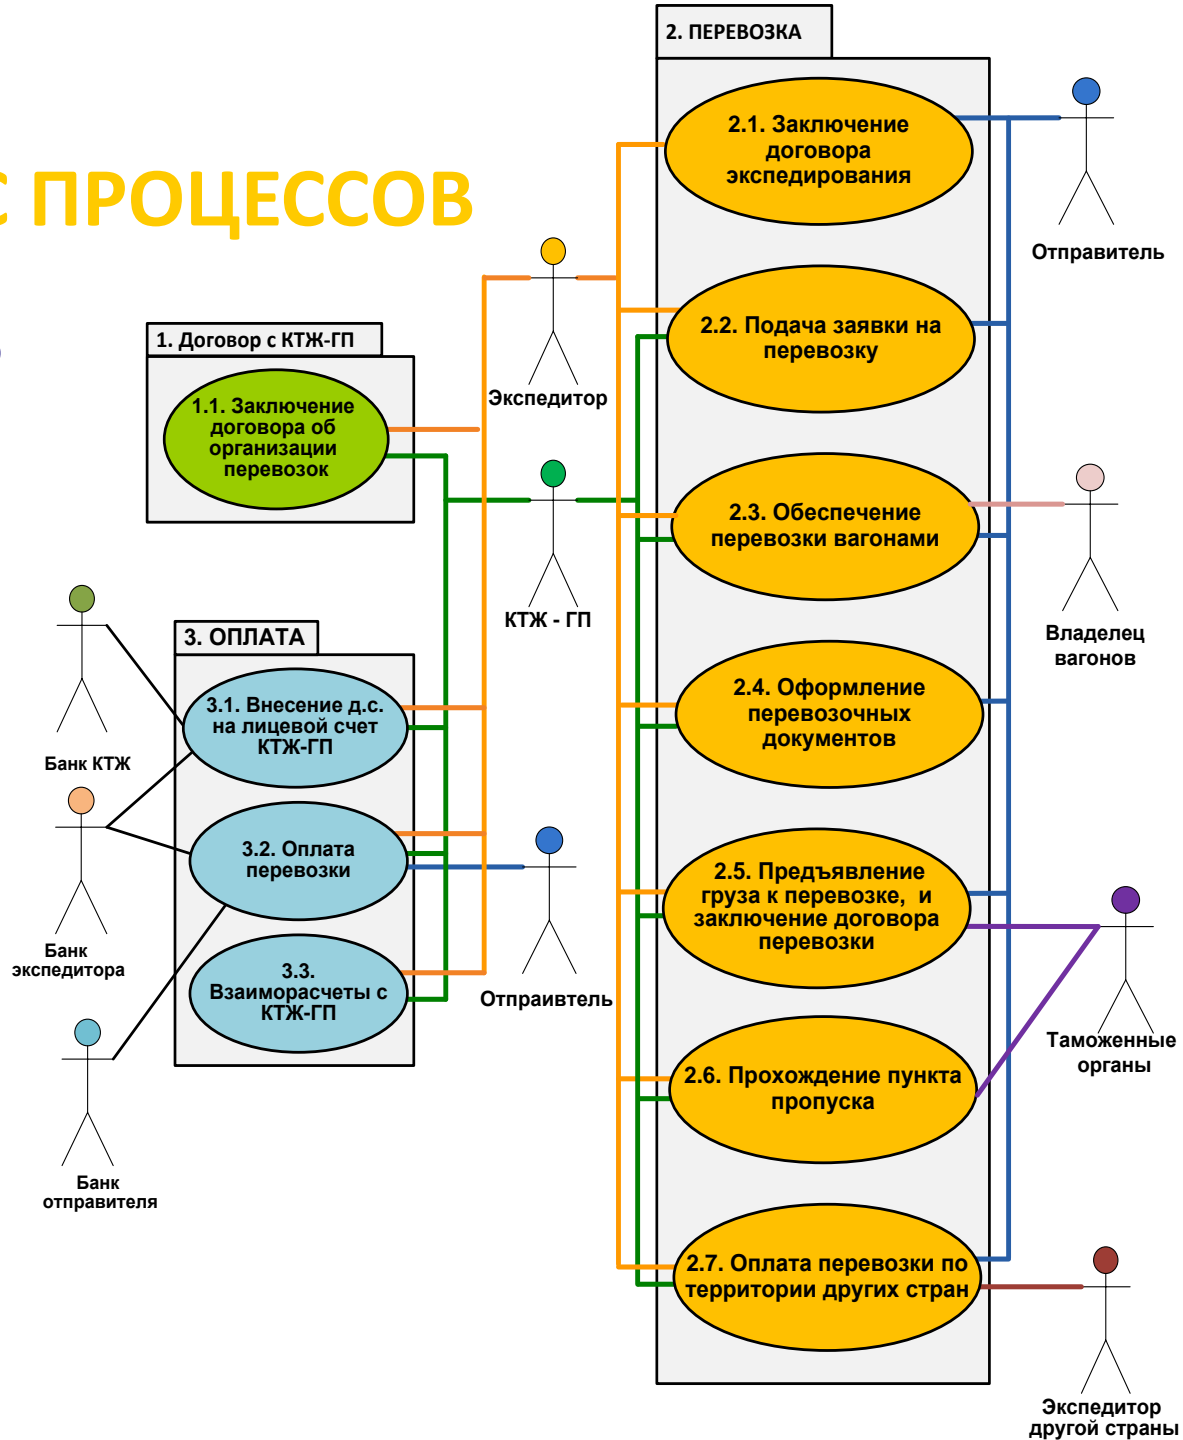 С ПРОЦЕССОВ
1. Договор с КТЖ-ГП
1.1. Заключение
договора об
организации
перевозок
Экспедитор
КТЖ - ГП
Банк КТЖ
Банк
экспедитора
Банк
отправителя
3. ОПЛАТА
3.1. Внесение д.с.
на лицевой счет
КТЖ-ГП
3.2. Оплата
перевозки
3.3.
Взаиморасчеты с
КТЖ-ГП
Отпраивтель
2. ПЕРЕВОЗКА
2.1. Заключение
договора
экспедирования
2.2. Подача заявки на
перевозку
2.3. Обеспечение
перевозки вагонами
2.4. Оформление
перевозочных
документов
2.5. Предъявление
груза к перевозке,  и
заключение договора
перевозки
2.6. Прохождение пункта
пропуска
2.7. Оплата перевозки по
территории других стран
Отправитель
Владелец
вагонов
Таможенные
органы
Экспедитор
другой страны